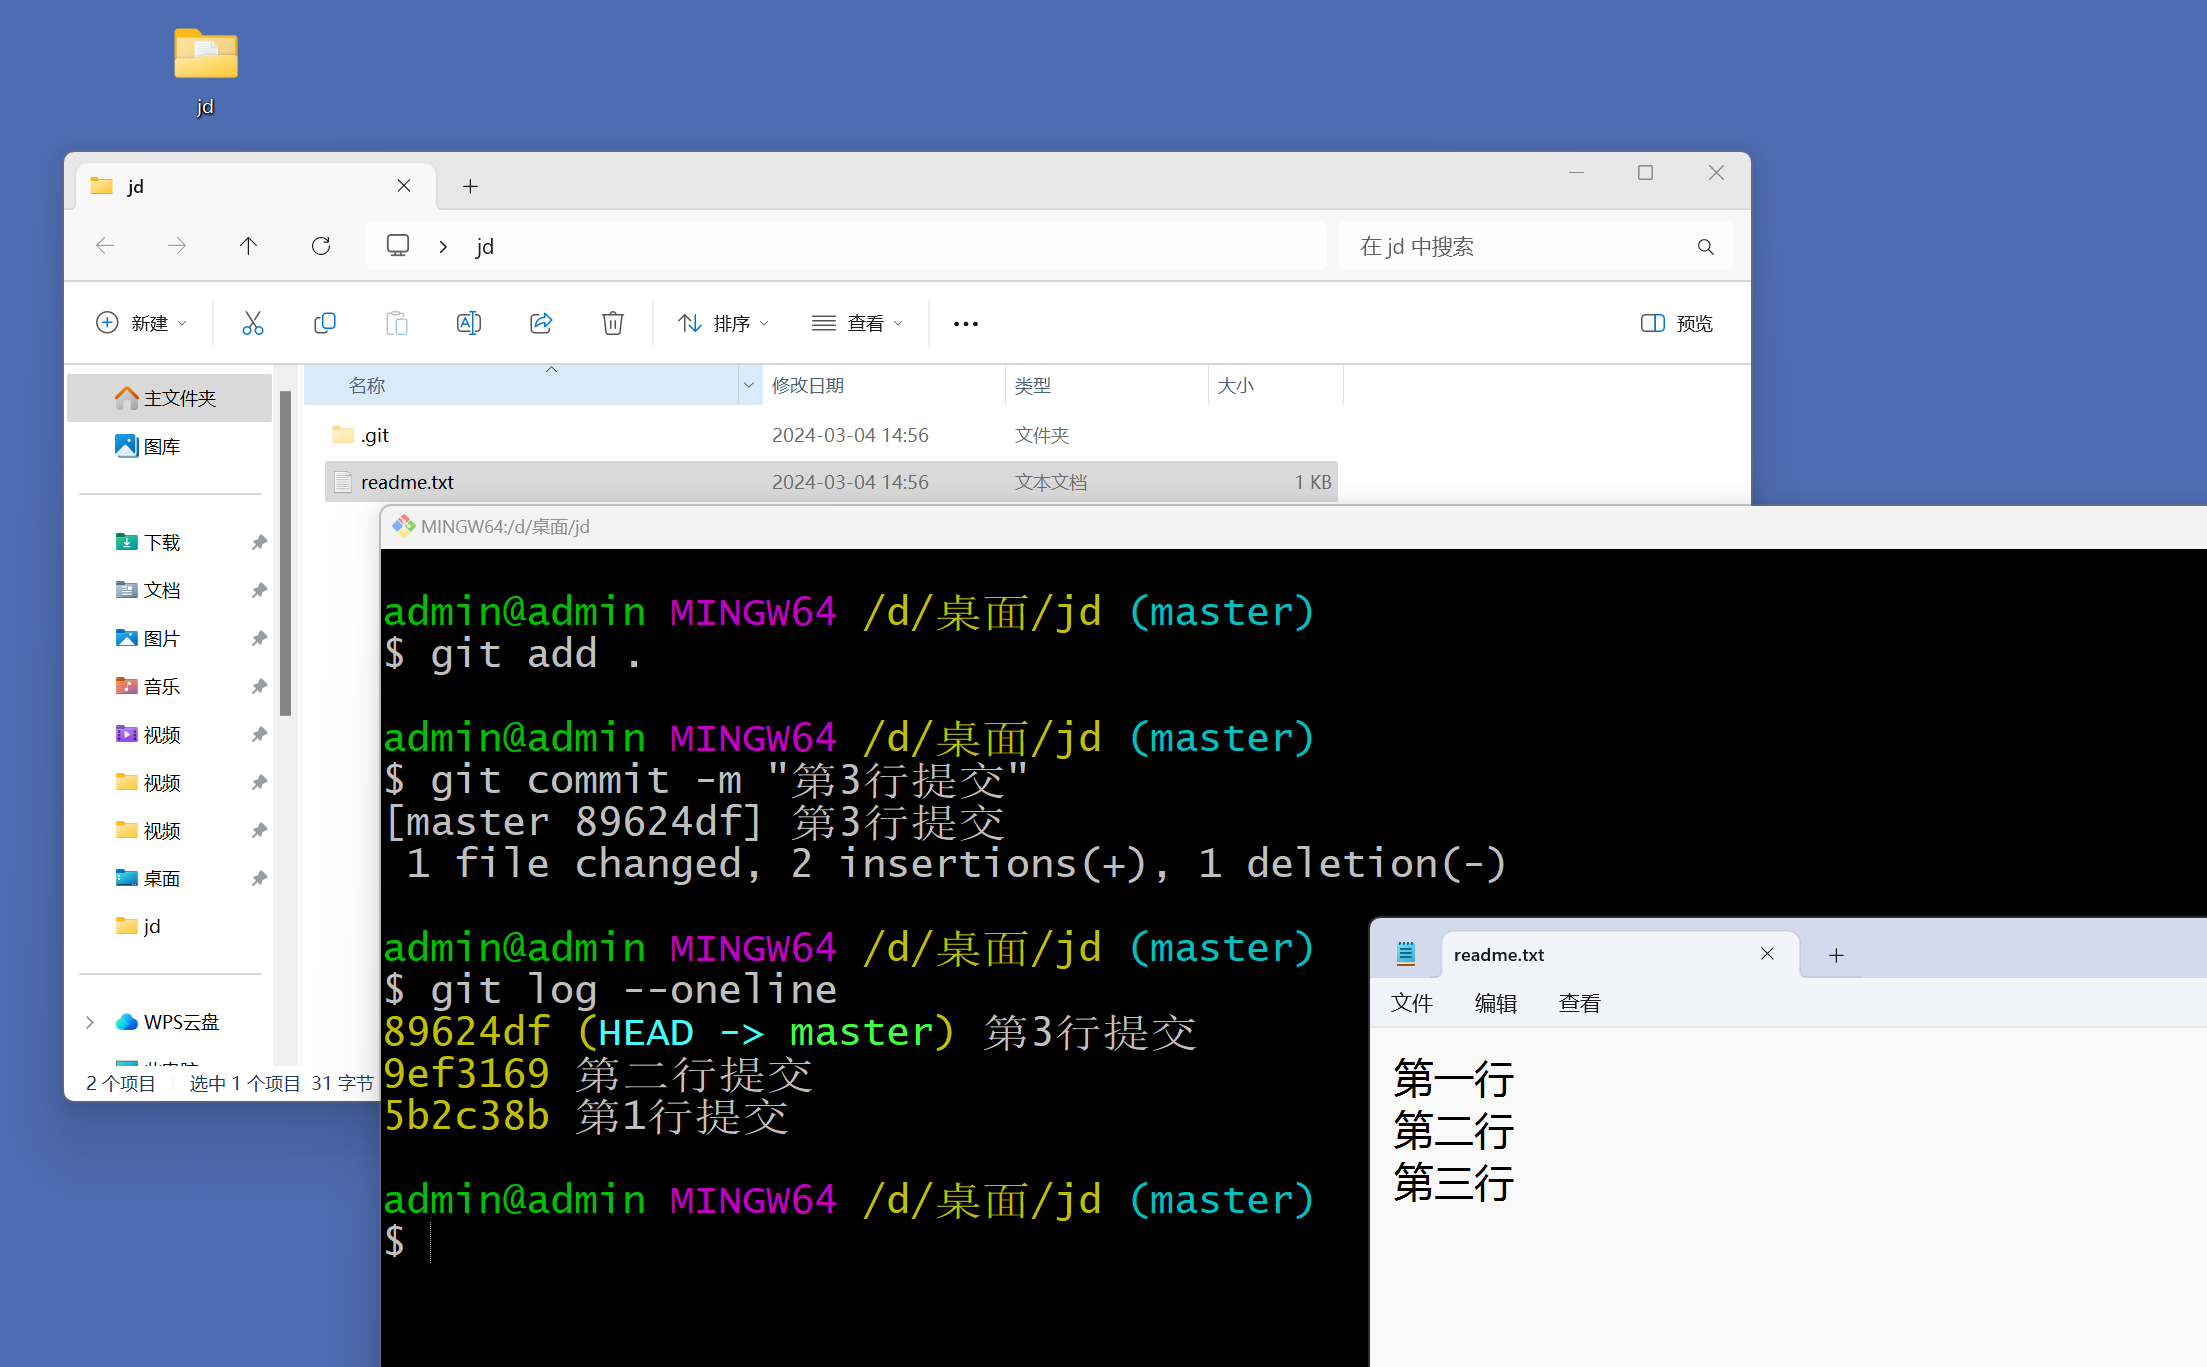 jd
jd
jd
在 jd 中搜索
新建
排序
查看
预览
主文件夹
图库
下载
文档
图片
音乐
视频
视频
视频
桌面
jd
WPS云盘
名称 修改日期 类型 大小
.git 2024-03-04 14:56 文件夹
readme.txt 2024-03-04 14:56 文本文档 1 KB
2 个项目 选中 1 个项目 31 字节
MINGW64:/d/桌面/jd
admin@admin MINGW64 /d/桌面/jd (master)
$ git add .
admin@admin MINGW64 /d/桌面/jd (master)
$ git commit -m "第3行提交"
[master 89624df] 第3行提交
1 file changed, 2 insertions(+), 1 deletion(-)
admin@admin MINGW64 /d/桌面/jd (master)
$ git log --oneline
89624df (HEAD -> master) 第3行提交
9ef3169 第二行提交
5b2c38b 第1行提交
admin@admin MINGW64 /d/桌面/jd (master)
$
readme.txt
文件 编辑 查看
第一行
第二行
第三行